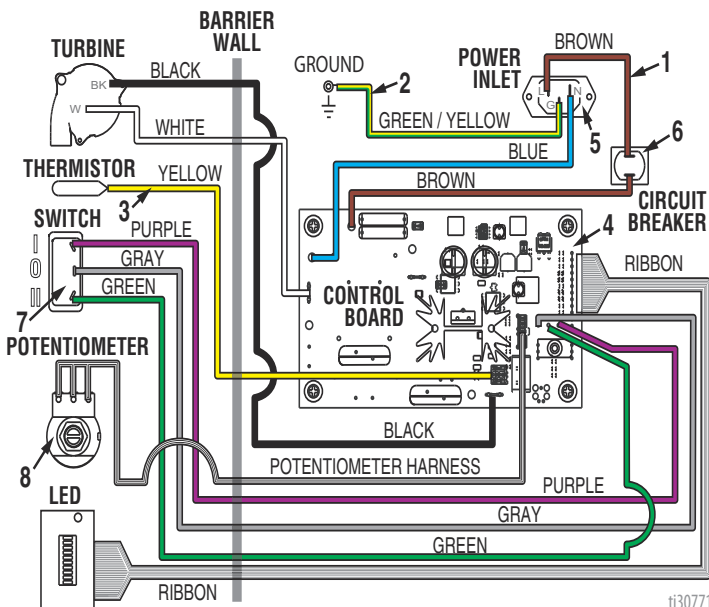 BARRIER
WALL
TURBINE
BK
BLACK
W
WHITE
GROUND
2
GREEN / YELLOW
POWER
INLET
BROWN
1
L
N
G
5
6
BLUE
BROWN
CIRCUIT
BREAKER
THERMISTOR
YELLOW
3
SWITCH
I
O
II
PURPLE
GRAY
GREEN
7
4
RIBBON
CONTROL
BOARD
POTENTIOMETER
8
BLACK
POTENTIOMETER HARNESS
PURPLE
GRAY
GREEN
LED
RIBBON
ti30771